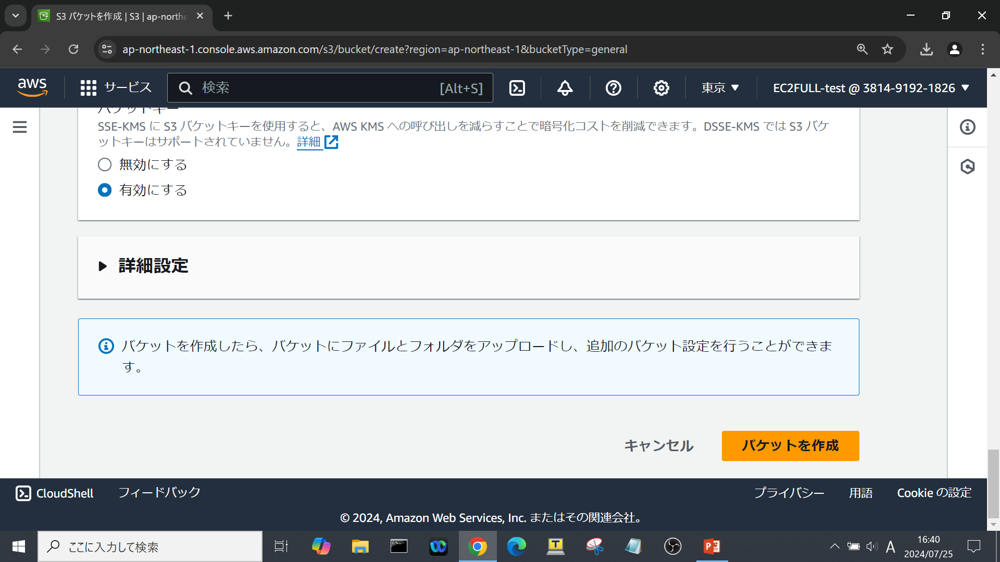 S3 バケットを作成 | S3 | ap-northe
ap-northeast-1.console.aws.amazon.com/s3/bucket/create?region=ap-northeast-1&bucketType=general
aws
サービス
検索
[Alt+S]
東京
EC2FULL-test @ 3814-9192-1826
バケットキー
SSE-KMS に S3 バケットキーを使用すると、AWS KMS への呼び出しを減らすことで暗号化コストを削減できます。DSSE-KMS では S3 バケ
ットキーはサポートされていません。詳細
無効にする
有効にする
詳細設定
バケットを作成したら、バケットにファイルとフォルダをアップロードし、追加のバケット設定を行うことができま
す。
キャンセル
バケットを作成
CloudShell
フィードバック
プライバシー
用語
Cookie の設定
© 2024, Amazon Web Services, Inc. またはその関連会社。
ここに入力して検索
A
16:40
2024/07/25